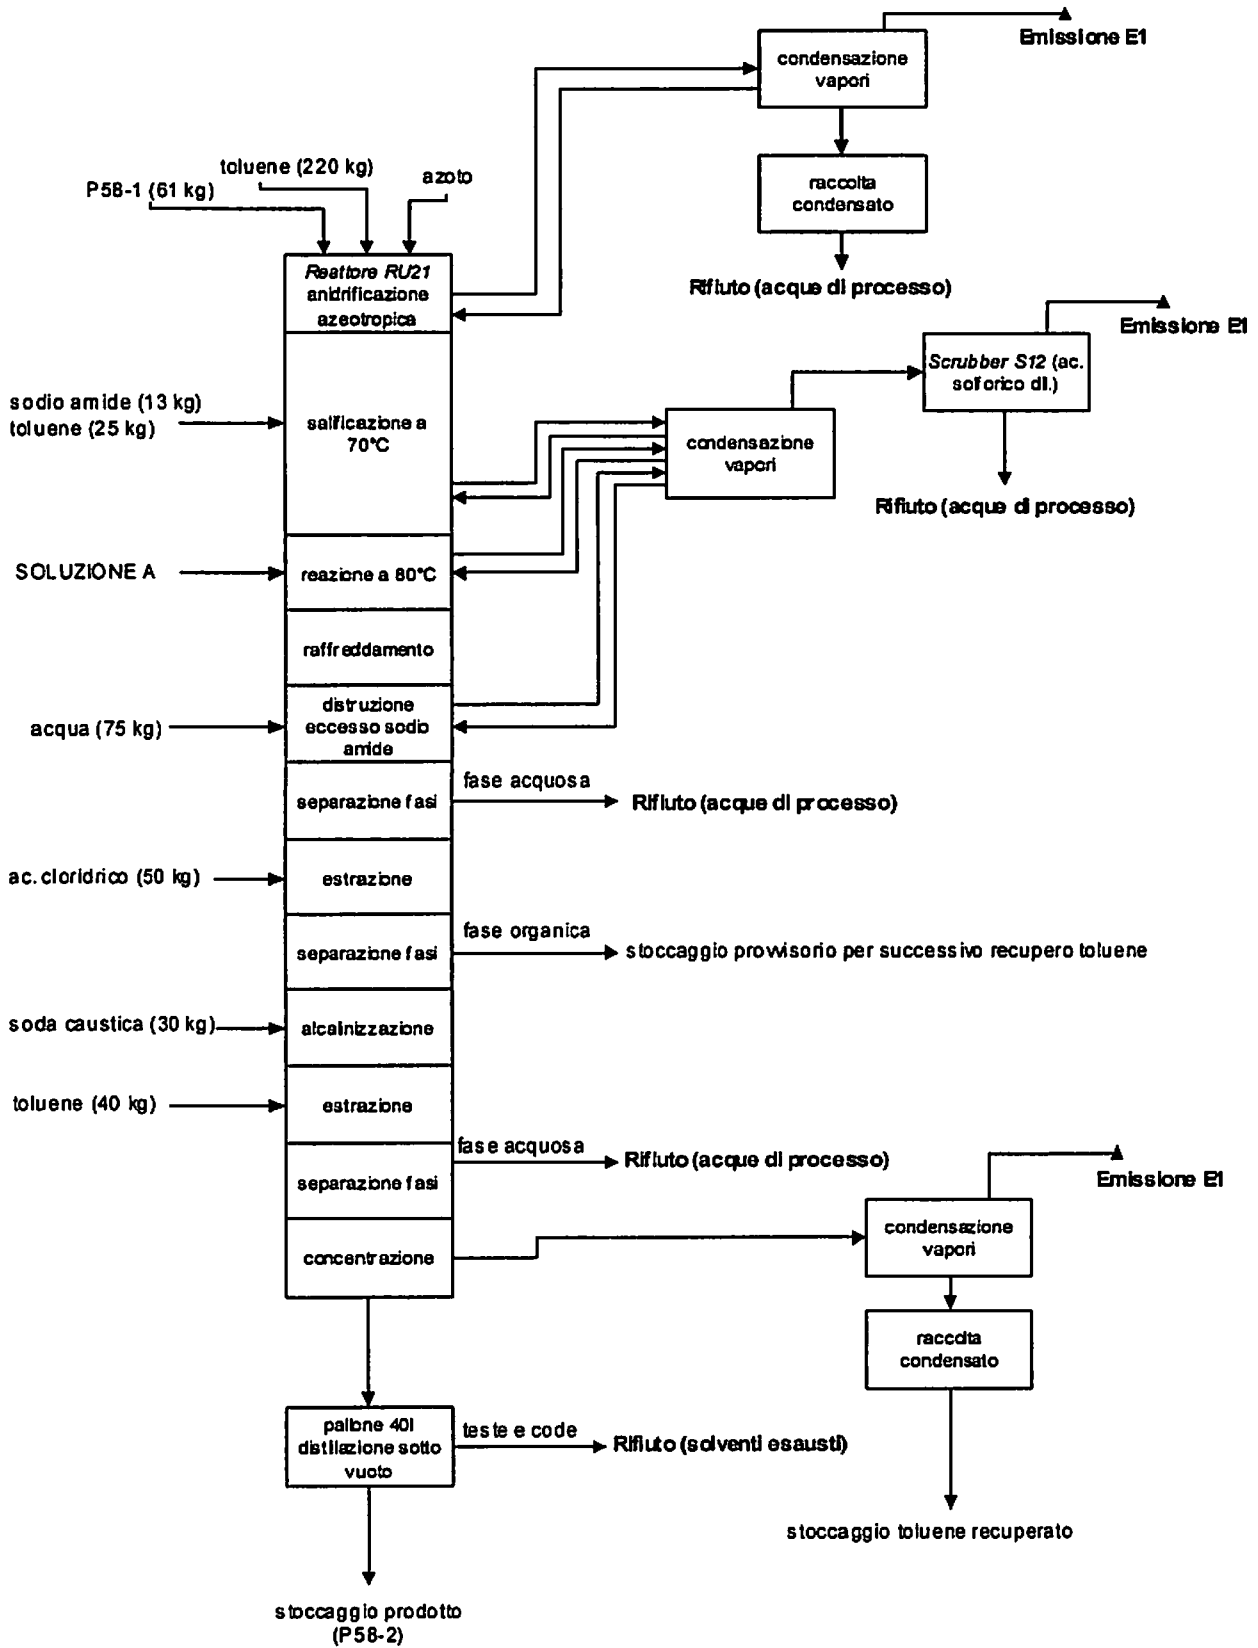 Emissione E1
condensazione
vapori
toluene (220 kg)
P58-1 (61 kg)
azoto
raccolta
condensato
Reattore RU21
anidrificazione
azeotropica
Rifiuto (acque di processo)
Emissione E1
Scrubber S12 (ac.
solforico dil.)
sodio amide (13 kg)
toluene (25 kg)
salificazione a
70°C
condensazione
vapori
Rifiuto (acque di processo)
SOLUZIONE A
reazione a 80°C
raffreddamento
acqua (75 kg)
distruzione
eccesso sodio
amide
separazione fasi
fase acquosa
Rifiuto (acque di processo)
ac. cloridrico (50 kg)
estrazione
separazione fasi
fase organica
stoccaggio provvisorio per successivo recupero toluene
soda caustica (30 kg)
alcalinizzazione
toluene (40 kg)
estrazione
separazione fasi
fase acquosa
Rifiuto (acque di processo)
Emissione E1
concentrazione
condensazione
vapori
raccolta
condensato
pallone 40l
distillazione sotto
vuoto
teste e code
Rifiuto (solventi esausti)
stoccaggio toluene recuperato
stoccaggio prodotto
(P58-2)